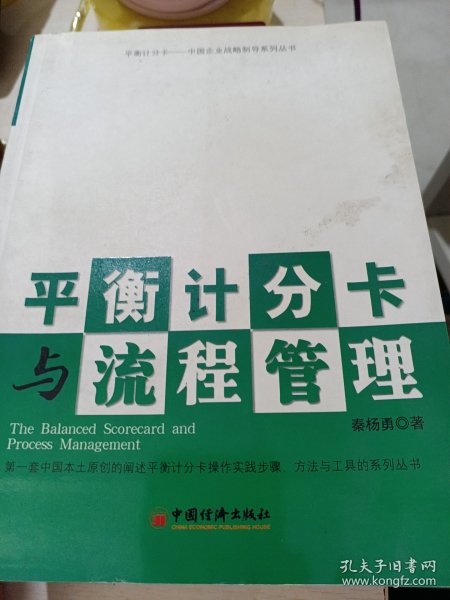 平衡计分卡——中国企业战略制导系列丛书
平衡计分卡
与流程管理
The Balanced Scorecard and
Process Management
秦杨勇◎著
第一套中国本土原创的阐述平衡计分卡操作实践步骤、方法与工具的系列丛书
中国经济出版社
CHINA ECONOMIC PUBLISHING HOUSE
孔夫子旧书网
www.kongfz.com